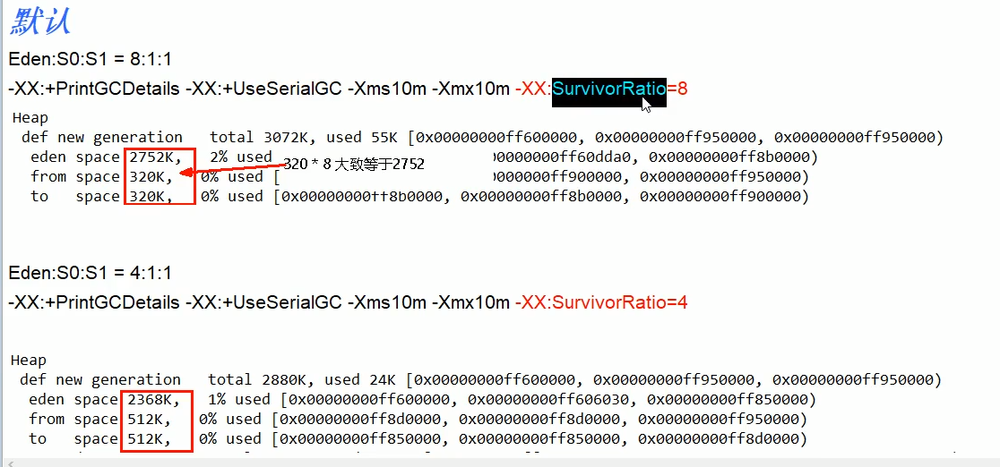 默认
Eden:S0:S1 = 8:1:1
-XX:+PrintGCDetails -XX:+UseSerialGC -Xms10m -Xmx10m -XX:SurvivorRatio=8
Heap
def new generation total 3072K, used 55K [0x00000000ff600000, 0x00000000ff950000, 0x00000000ff950000)
eden space 2752K, 2% used 00000000ff60dda0, 0x00000000ff8b0000)
320 * 8 大致等于2752
from space 320K, 0% used [ 000000ff900000, 0x00000000ff950000)
to space 320K, 0% used [0x00000000ff8b0000, 0x00000000ff8b0000, 0x00000000ff900000)
Eden:S0:S1 = 4:1:1
-XX:+PrintGCDetails -XX:+UseSerialGC -Xms10m -Xmx10m -XX:SurvivorRatio=4
Heap
def new generation total 2880K, used 24K [0x00000000ff600000, 0x00000000ff950000, 0x00000000ff950000)
eden space 2368K, 1% used [0x00000000ff600000, 0x00000000ff606030, 0x00000000ff850000)
from space 512K, 0% used [0x00000000ff8d0000, 0x00000000ff8d0000, 0x00000000ff950000)
to space 512K, 0% used [0x00000000ff850000, 0x00000000ff850000, 0x00000000ff8d0000)